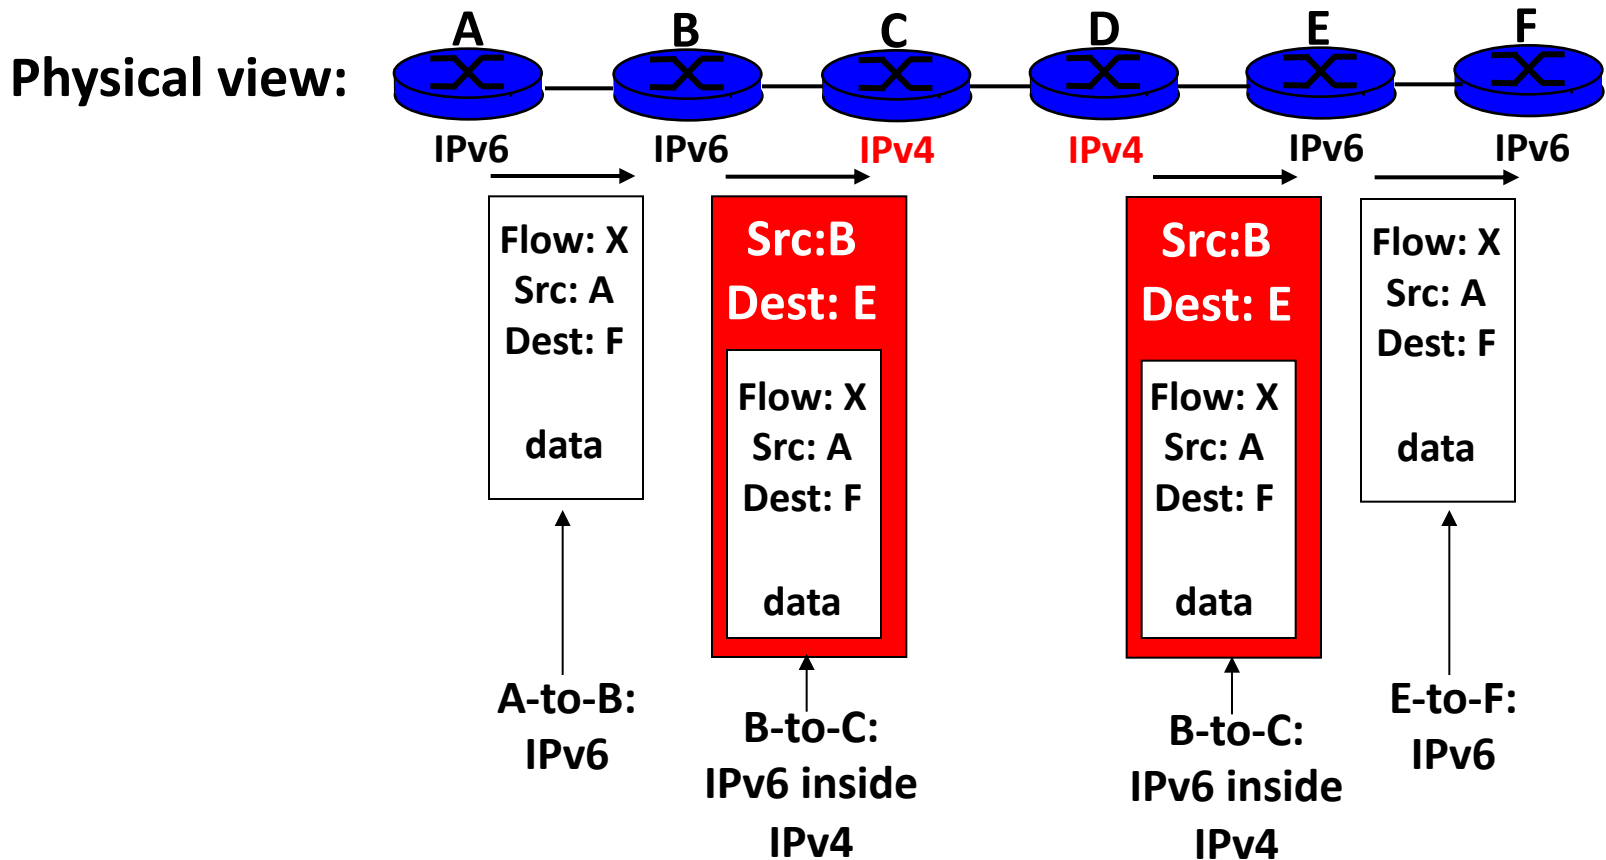 A
B
C
D
E
F
Physical view:
IPv6
IPv6
IPv4
IPv4
IPv6
IPv6
Flow: X
Src: A
Dest: F
data
Src:B
Dest: E
Flow: X
Src: A
Dest: F
data
Src:B
Dest: E
Flow: X
Src: A
Dest: F
data
Flow: X
Src: A
Dest: F
data
A-to-B:
IPv6
B-to-C:
IPv6 inside
IPv4
B-to-C:
IPv6 inside
IPv4
E-to-F:
IPv6